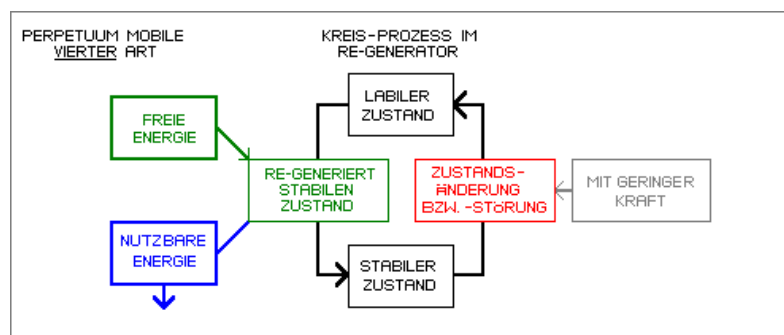 PERPETUUM MOBILE
VIERTER ART
KREIS-PROZESS IM
RE-GENERATOR
LABILER
ZUSTAND
FREIE
ENERGIE
RE-GENERIERT
STABILEN
ZUSTAND
ZUSTANDS-
ÄNDERUNG
BZW.-STÖRUNG
MIT GERINGER
KRAFT
NUTZBARE
ENERGIE
STABILER
ZUSTAND